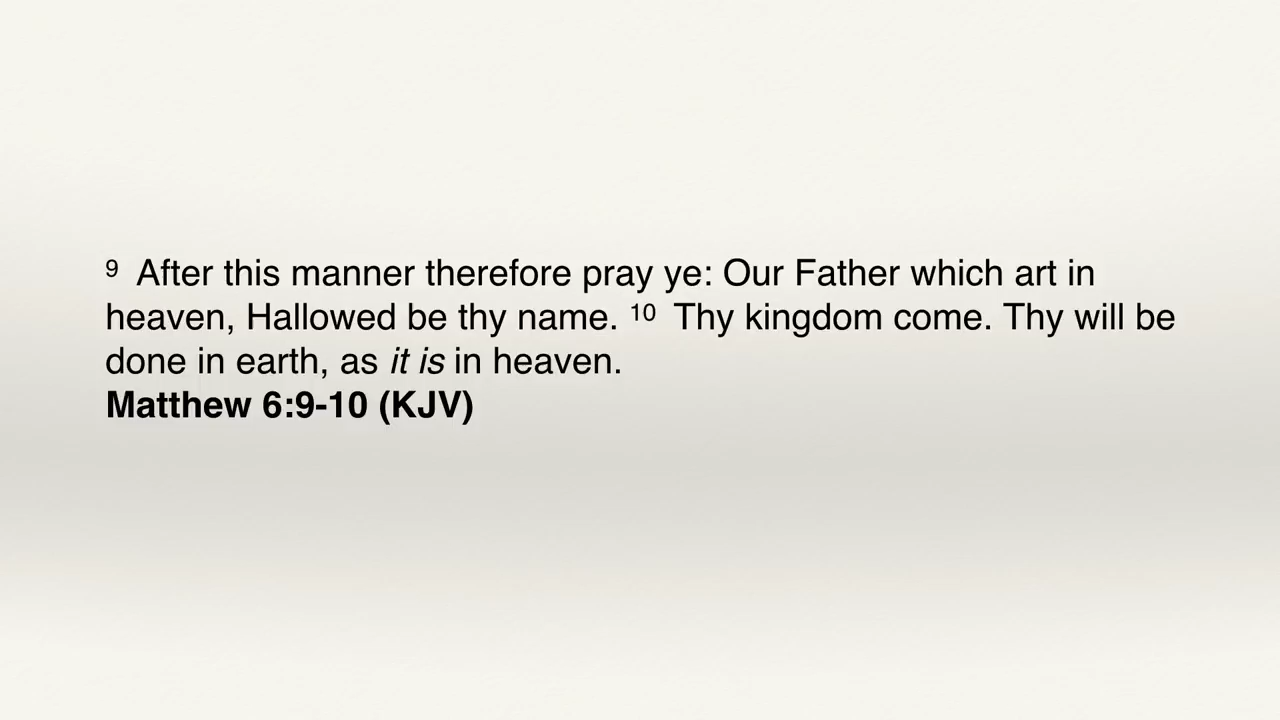 9 After this manner therefore pray ye: Our Father which art in
heaven, Hallowed be thy name. 10 Thy kingdom come. Thy will be
done in earth, as it is in heaven.
Matthew 6:9-10 (KJV)